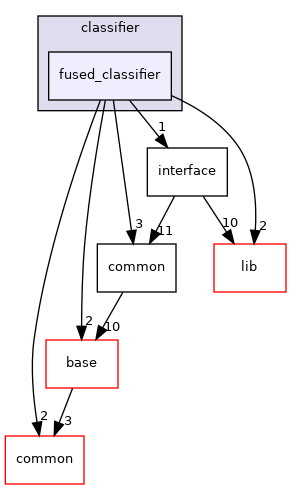 classifier
fused_classifier
1
interface
3
11
10
2
common
lib
2
10
base
2
3
common